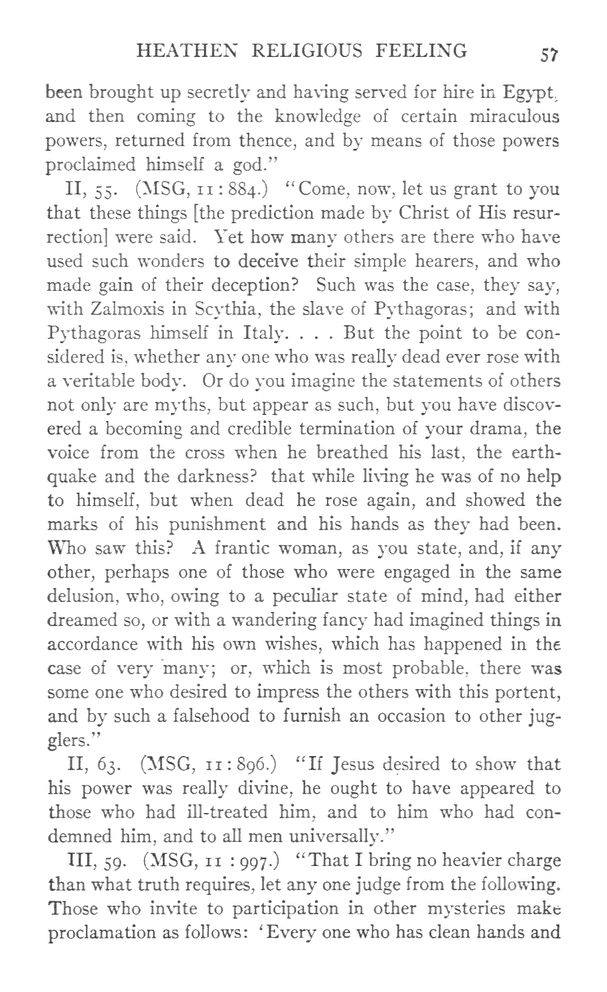 HEATHEN RELIGIOUS FEELING 57
been brought up secretly and having served for hire in Egypt,
and then coming to the knowledge of certain miraculous
powers, returned from thence, and by means of those powers
proclaimed himself a god.”
II, 55. (MSG, 11:884.) “Come, now, let us grant to you
that these things [the prediction made by Christ of His resur-
rection] were said. Yet how many others are there who have
used such wonders to deceive their simple hearers, and who
made gain of their deception? Such was the case, they say,
with Zalmoxis in Scythia, the slave of Pythagoras; and with
Pythagoras himself in Italy. . . . But the point to be con-
sidered is, whether any one who was really dead ever rose with
a veritable body. Or do you imagine the statements of others
not only are myths, but appear as such, but you have discov-
ered a becoming and credible termination of your drama, the
voice from the cross when he breathed his last, the earth-
quake and the darkness? that while living he was of no help
to himself, but when dead he rose again, and showed the
marks of his punishment and his hands as they had been.
Who saw this? A frantic woman, as you state, and, if any
other, perhaps one of those who were engaged in the same
delusion, who, owing to a peculiar state of mind, had either
dreamed so, or with a wandering fancy had imagined things in
accordance with his own wishes, which has happened in the
case of very many; or, which is most probable, there was
some one who desired to impress the others with this portent,
and by such a falsehood to furnish an occasion to other jug-
glers.”
II, 63. (MSG, 11:896.) “If Jesus desired to show that
his power was really divine, he ought to have appeared to
those who had ill-treated him, and to him who had con-
demned him, and to all men universally.”
III, 59. (MSG, 11 : 997.) “That I bring no heavier charge
than what truth requires, let any one judge from the following.
Those who invite to participation in other mysteries make
proclamation as follows: ‘Every one who has clean hands and